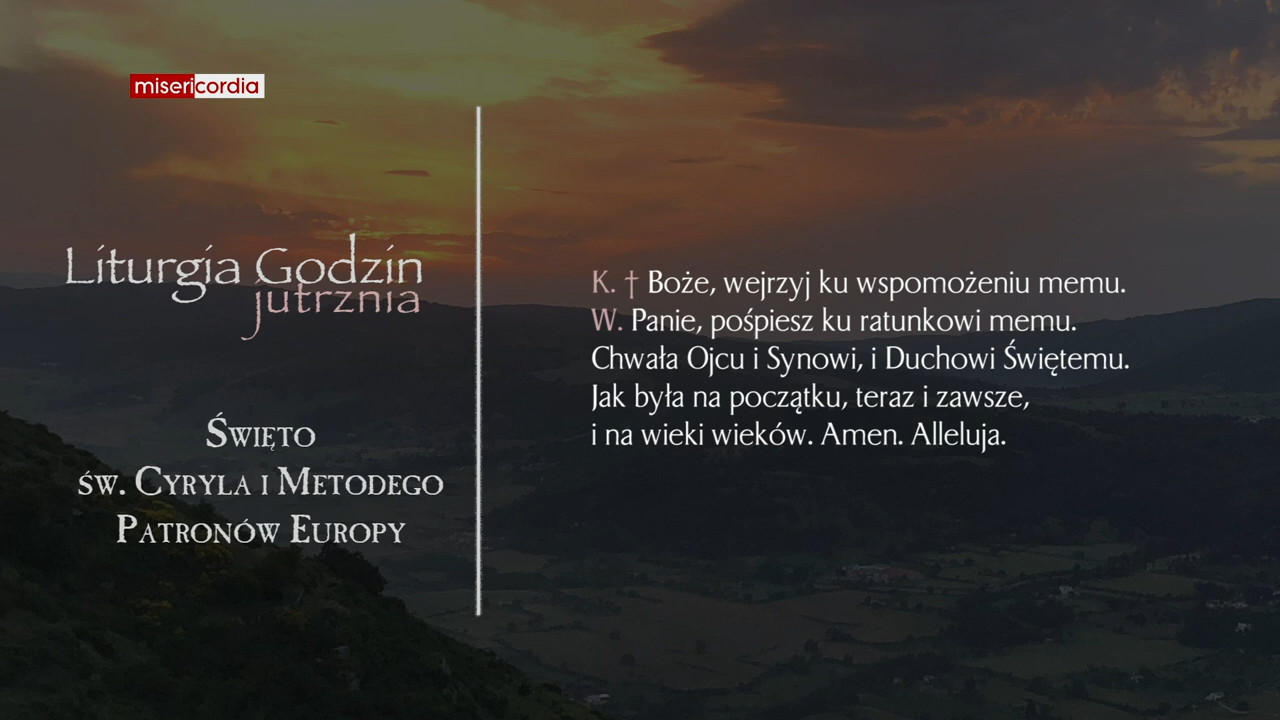 misericordia
Liturgia Godzin
jutrznia
Święto
św. Cyryla i Metodego
Patronów Europy
K. † Boże, wejrzyj ku wspomożeniu memu.
W. Panie, pośpiesz ku ratunkowi memu.
Chwała Ojcu i Synowi, i Duchowi Świętemu.
Jak była na początku, teraz i zawsze,
i na wieki wieków. Amen. Alleluja.